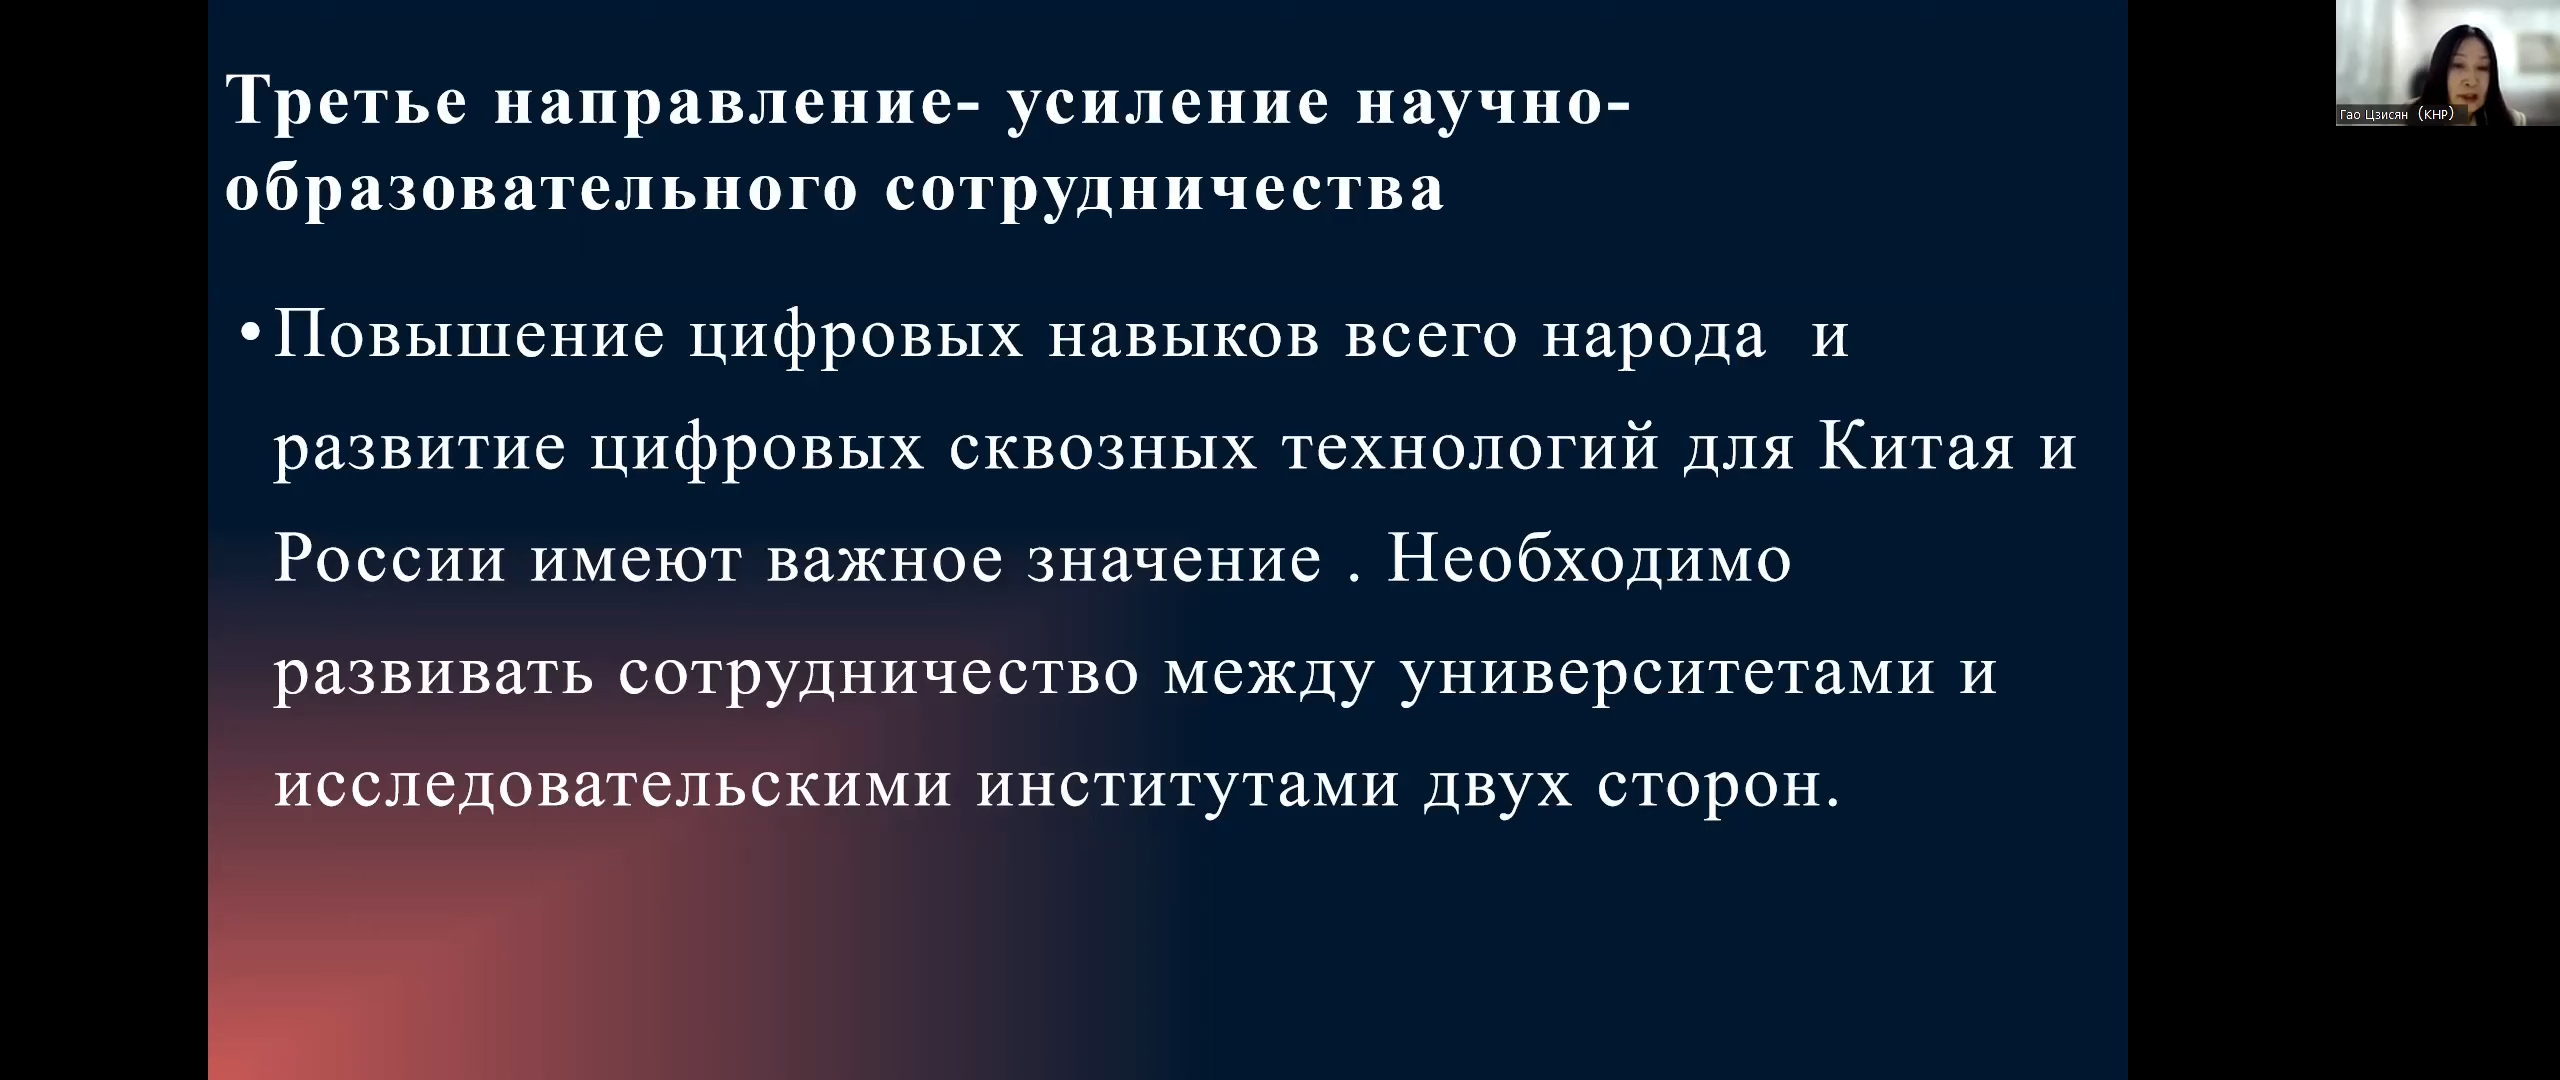 Третье направление- усиление научно-
образовательного сотрудничества
•Повышение цифровых навыков всего народа и
развитие цифровых сквозных технологий для Китая и
России имеют важное значение . Необходимо
развивать сотрудничество между университетами и
исследовательскими институтами двух сторон.
Гао Цзисян （КНР）